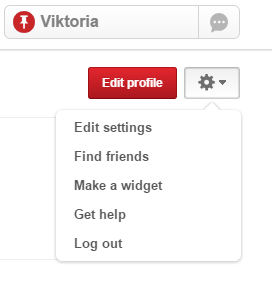 Viktoria
Edit profile
Edit settings
Find friends
Make a widget
Get help
Log out